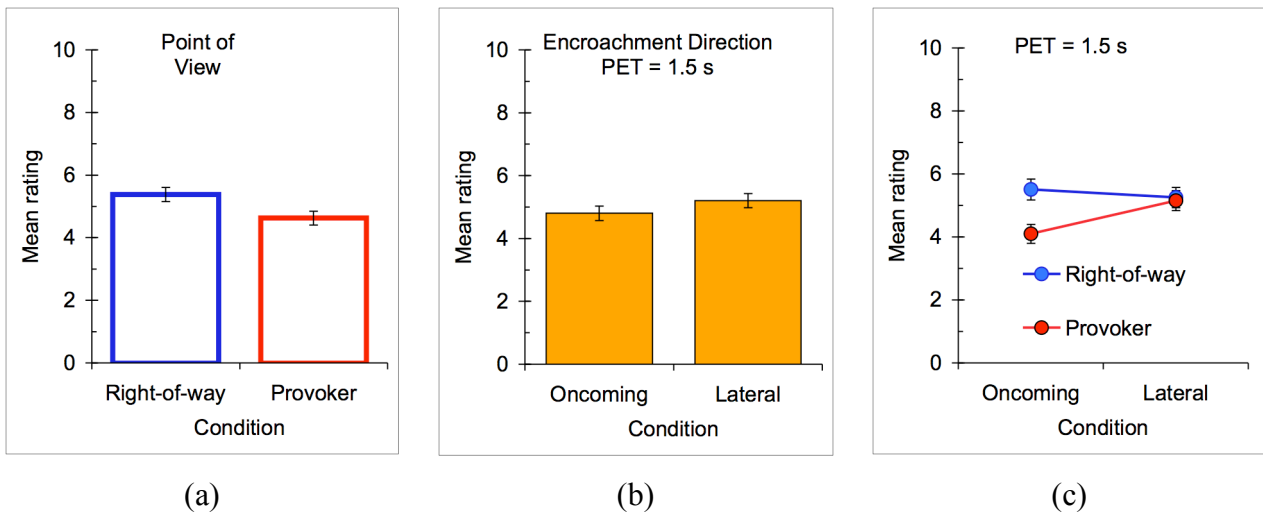 Point of
View
10
8
6
4
2
0
Mean rating
Right-of-way
Provoker
Condition
(a)
Encroachment Direction
PET = 1.5 s
10
8
6
4
2
0
Mean rating
Oncoming
Lateral
Condition
(b)
PET = 1.5 s
10
8
6
4
2
0
Mean rating
Right-of-way
Provoker
Oncoming
Lateral
Condition
(c)